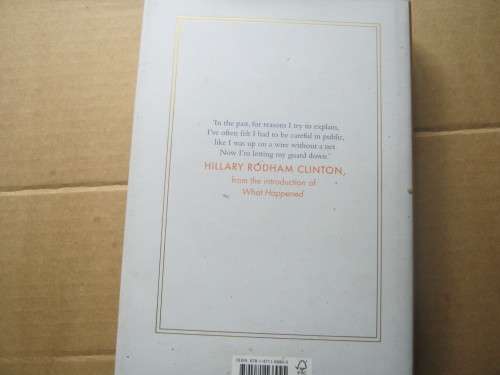 'In the past, for reasons I try to explain,
I've often felt I had to be careful in public,
like I was up on a wire without a net
Now I'm letting my guard down.'
HILLARY RODHAM CLINTON,
from the introduction of
What Happened
ISBN
FSC